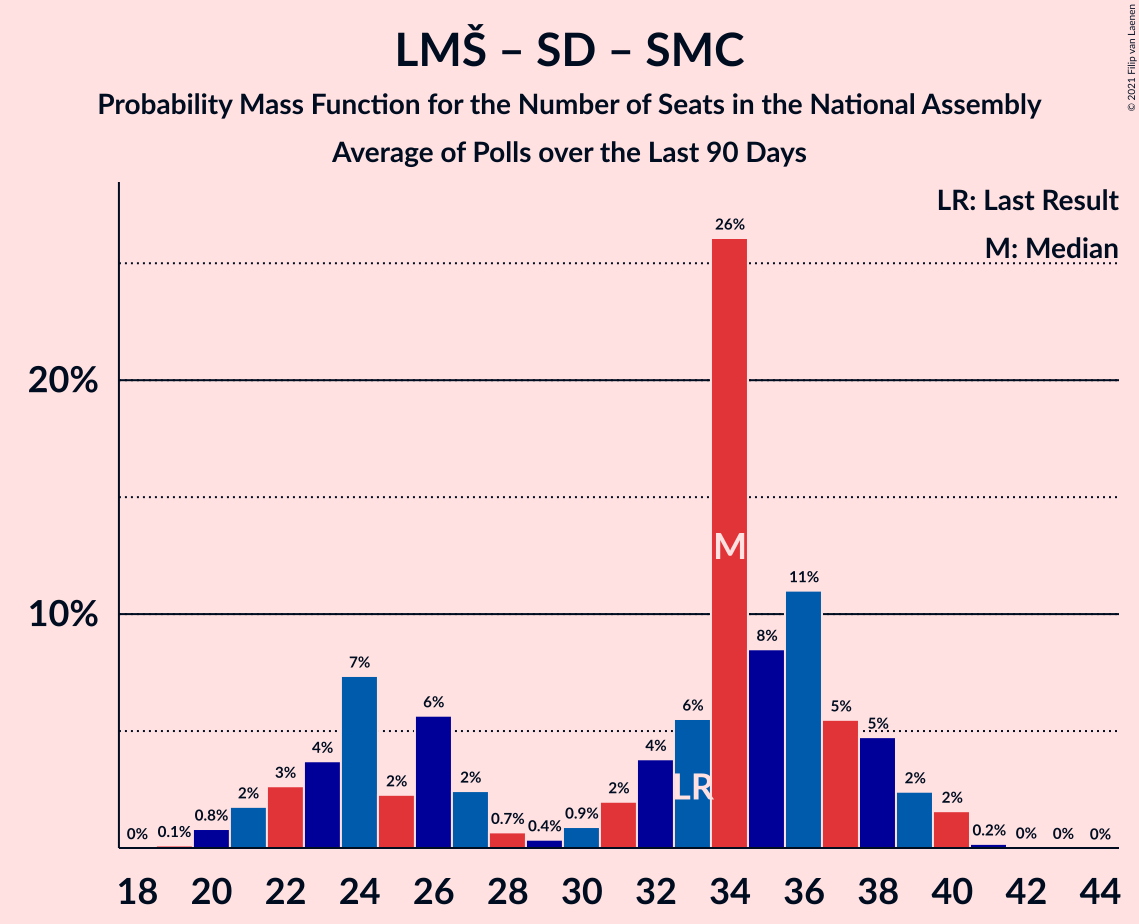 LMŠ – SD – SMC
Probability Mass Function for the Number of Seats in the National Assembly
Average of Polls over the Last 90 Days
© 2021 Filip van Laenen
LR: Last Result
M: Median
20%
10%
0% 0.1% 0.8% 2% 3% 4% 7% 2% 6% 2% 0.7% 0.4% 0.9% 2% 4% 6% 26% 8% 11% 5% 5% 2% 2% 0.2% 0% 0% 0%
M
LR
18 20 22 24 26 28 30 32 34 36 38 40 42 44